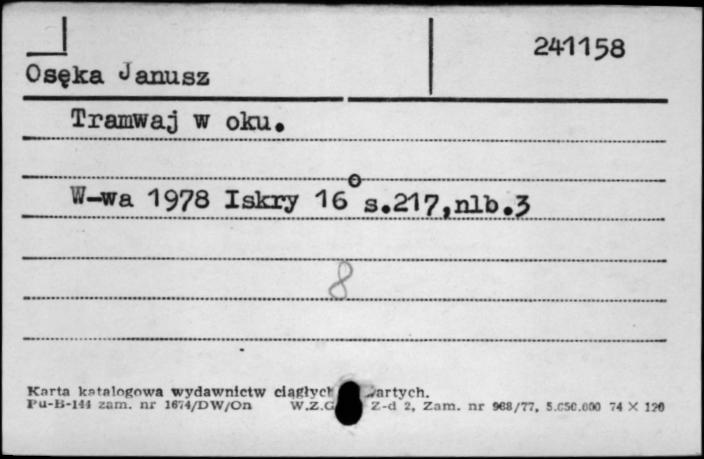 241158
Osęka Janusz
Tramwaj w oku.
W-wa 1978 Iskry 16° s.217,nlb.3
8
Karta katalogowa wydawnictw ciągłych
Pu-B-144 zam. nr 1674/DW/On W.Z.G. Z-d 2, Zam. nr 968/77, 5.050.000 74 X 120